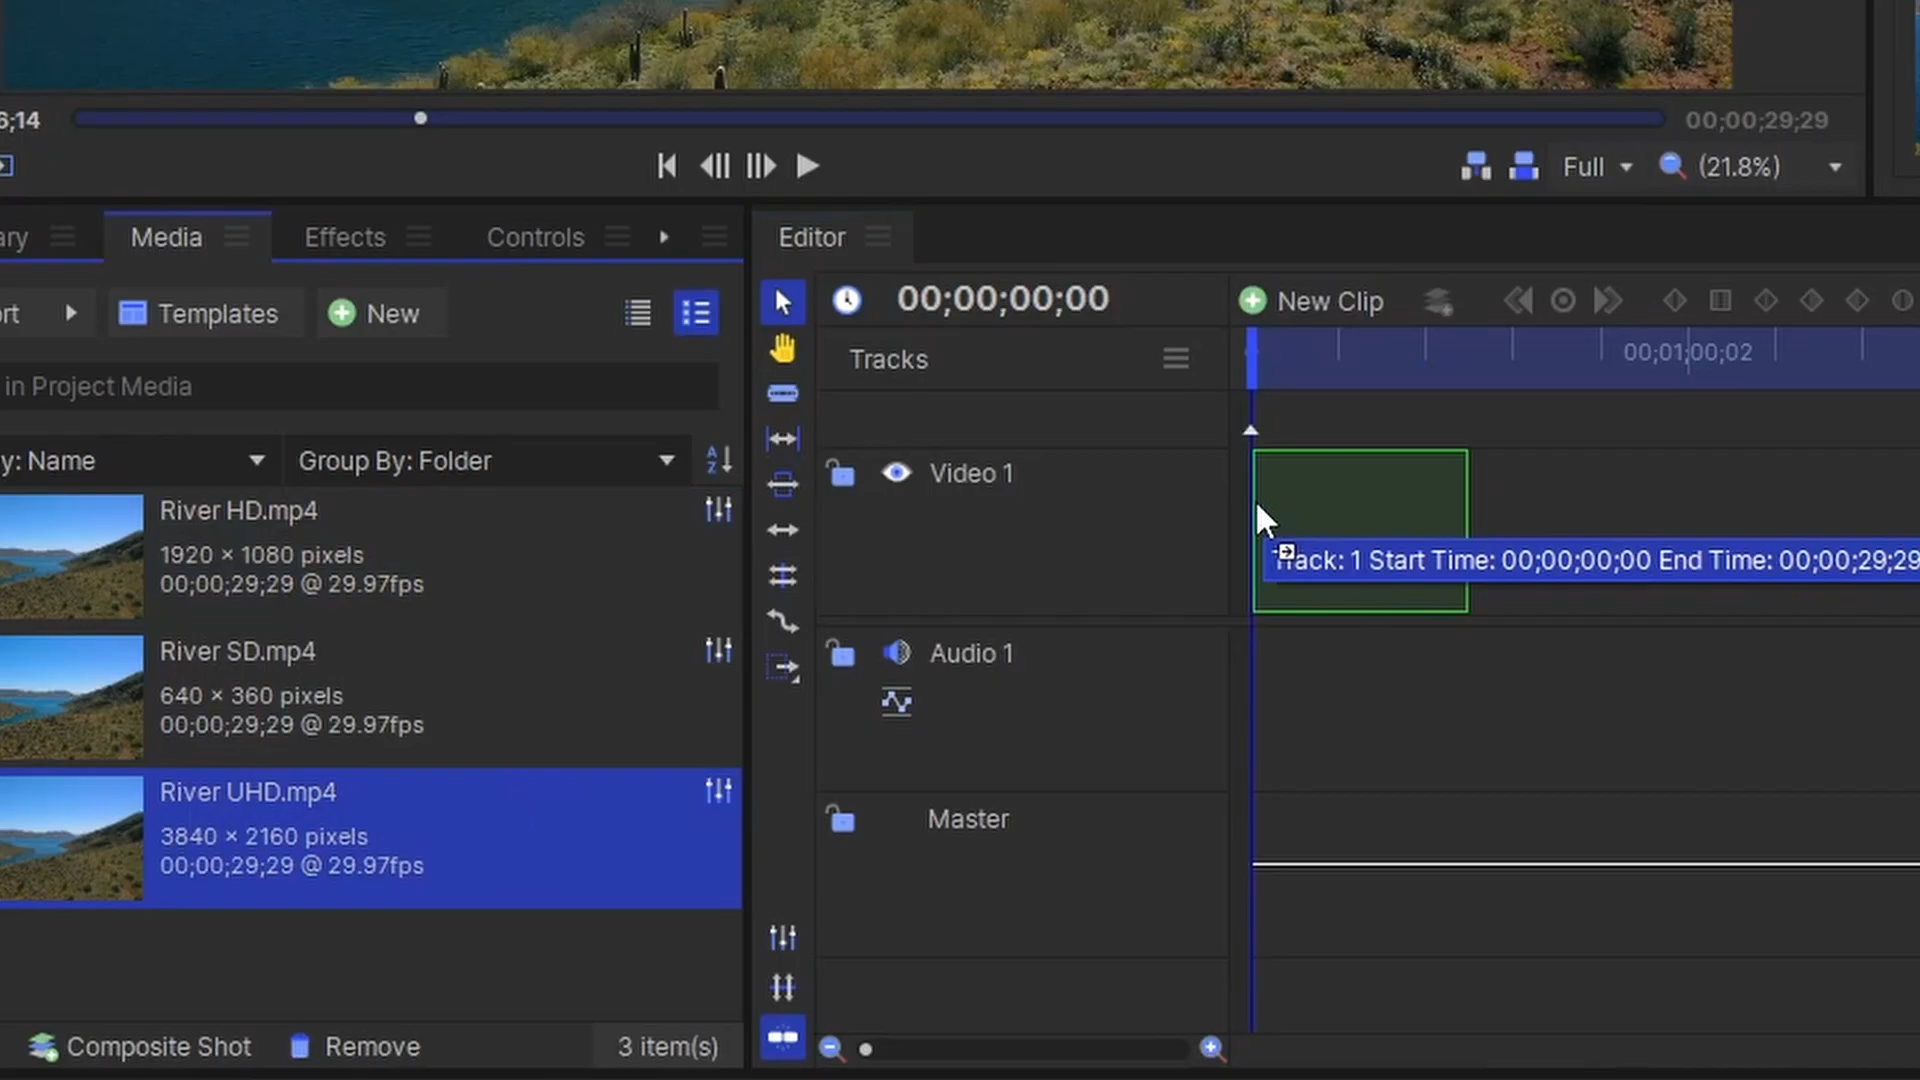 6;14
00;00;29;29
Full
(21.8%)
ary
Media
Effects
Controls
Editor
ort
Templates
New
00;00;00;00
New Clip
Tracks
00;01;00;02
in Project Media
y: Name
Group By: Folder
A
Z
River HD.mp4
1920 × 1080 pixels
00;00;29;29 @ 29.97fps
River SD.mp4
640 × 360 pixels
00;00;29;29 @ 29.97fps
River UHD.mp4
3840 × 2160 pixels
00;00;29;29 @ 29.97fps
Video 1
Track: 1 Start Time: 00;00;00;00 End Time: 00;00;29;29
Audio 1
Master
Composite Shot
Remove
3 item(s)